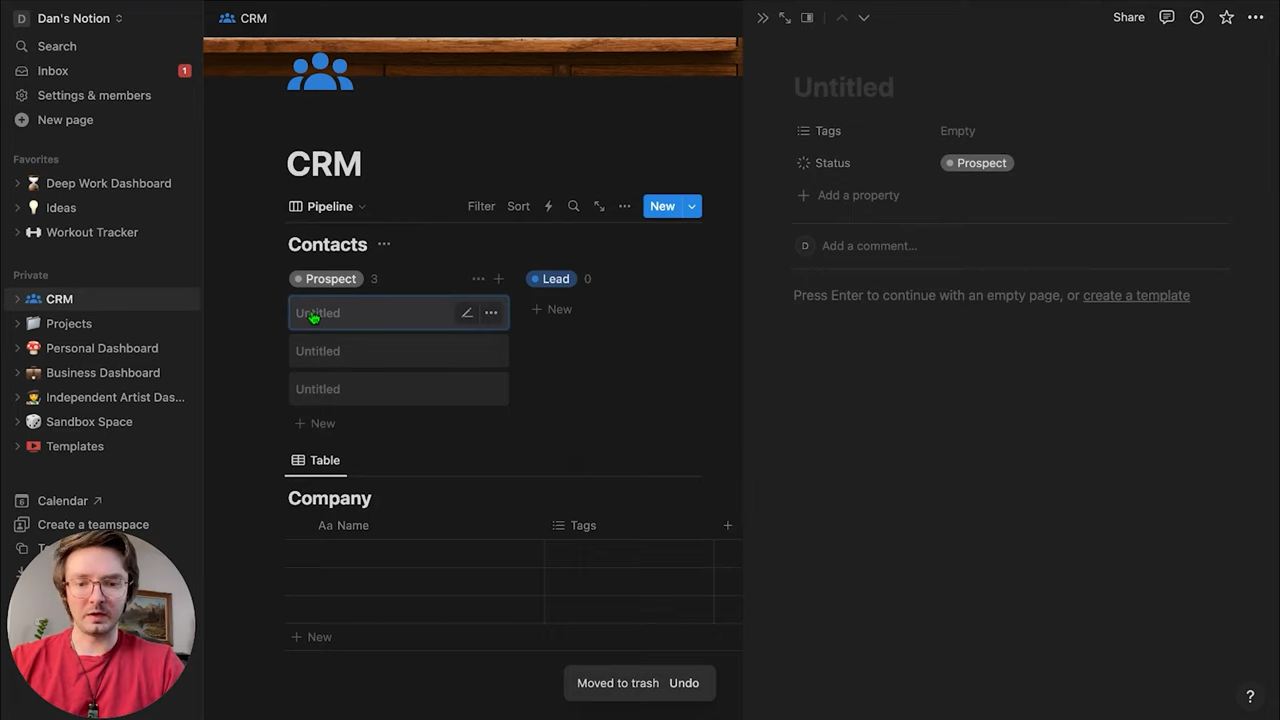 D Dan's Notion
Search
Inbox 1
Settings & members
New page
Favorites
Deep Work Dashboard
Ideas
Workout Tracker
Private
CRM
Projects
Personal Dashboard
Business Dashboard
Independent Artist Das...
Sandbox Space
Templates
6 Calendar ↗
Create a teamspace
CRM
CRM
Pipeline
Filter Sort New
Contacts ...
Prospect 3 ... +
Lead 0
Untitled
Untitled
Untitled
+ New
+ New
Table
Company
Aa Name Tags +
+ New
Moved to trash Undo
Share
Untitled
Tags Empty
Status Prospect
+ Add a property
D Add a comment...
Press Enter to continue with an empty page, or create a template
?